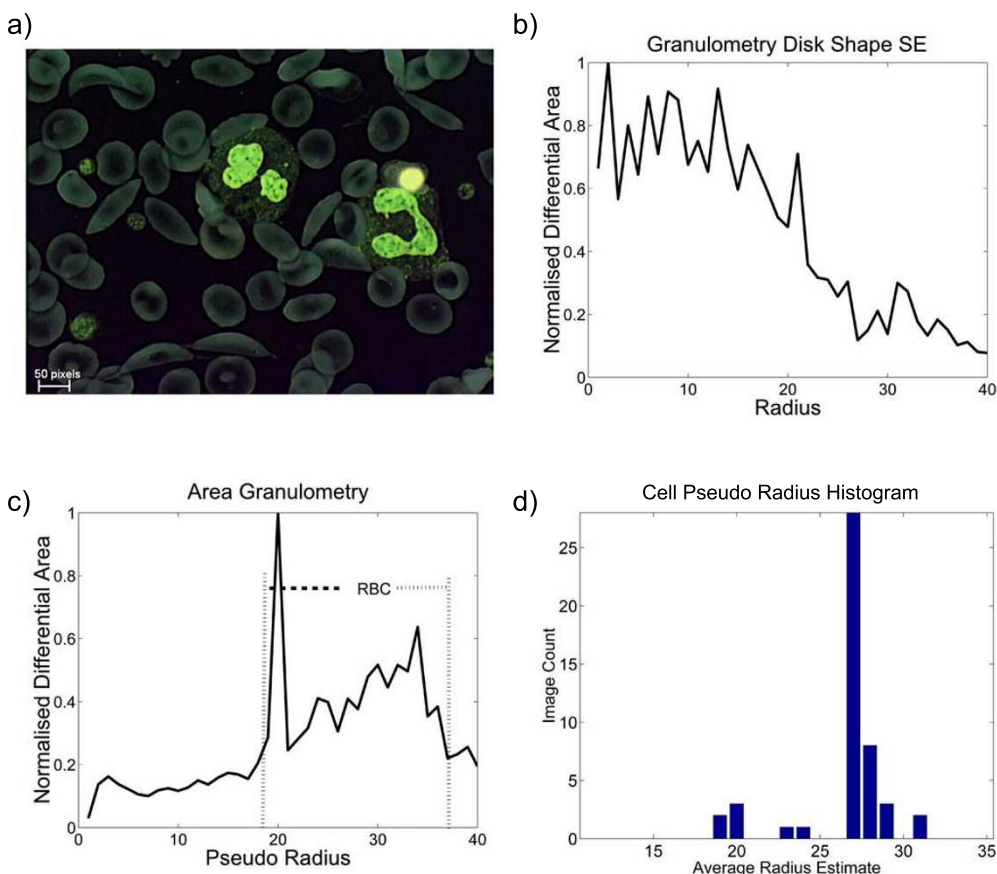 a)
50 pixels
b)
Granulometry Disk Shape SE
Normalised Differential Area
1
0.8
0.6
0.4
0.2
0
0 10 20 30 40
Radius
c)
Area Granulometry
Normalised Differential Area
1
0.8
0.6
0.4
0.2
0
RBC
0 10 20 30 40
Pseudo Radius
d)
Cell Pseudo Radius Histogram
Image Count
25
20
15
10
5
0
15 20 25 30 35
Average Radius Estimate